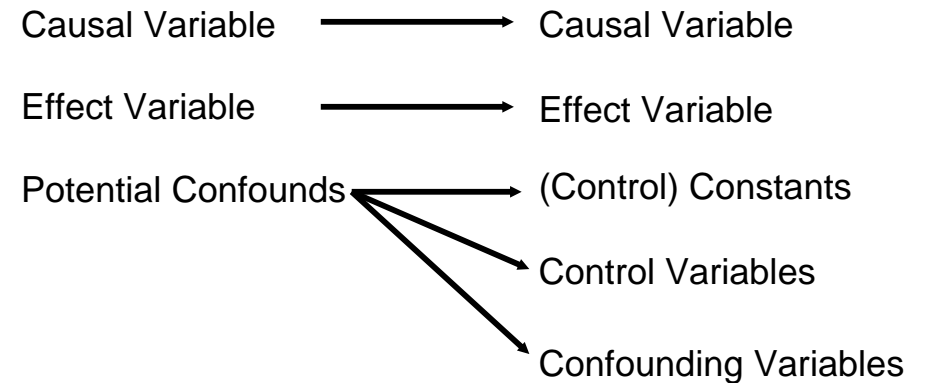 Causal Variable Causal Variable
Effect Variable Effect Variable
Potential Confounds (Control) Constants
Control Variables
Confounding Variables